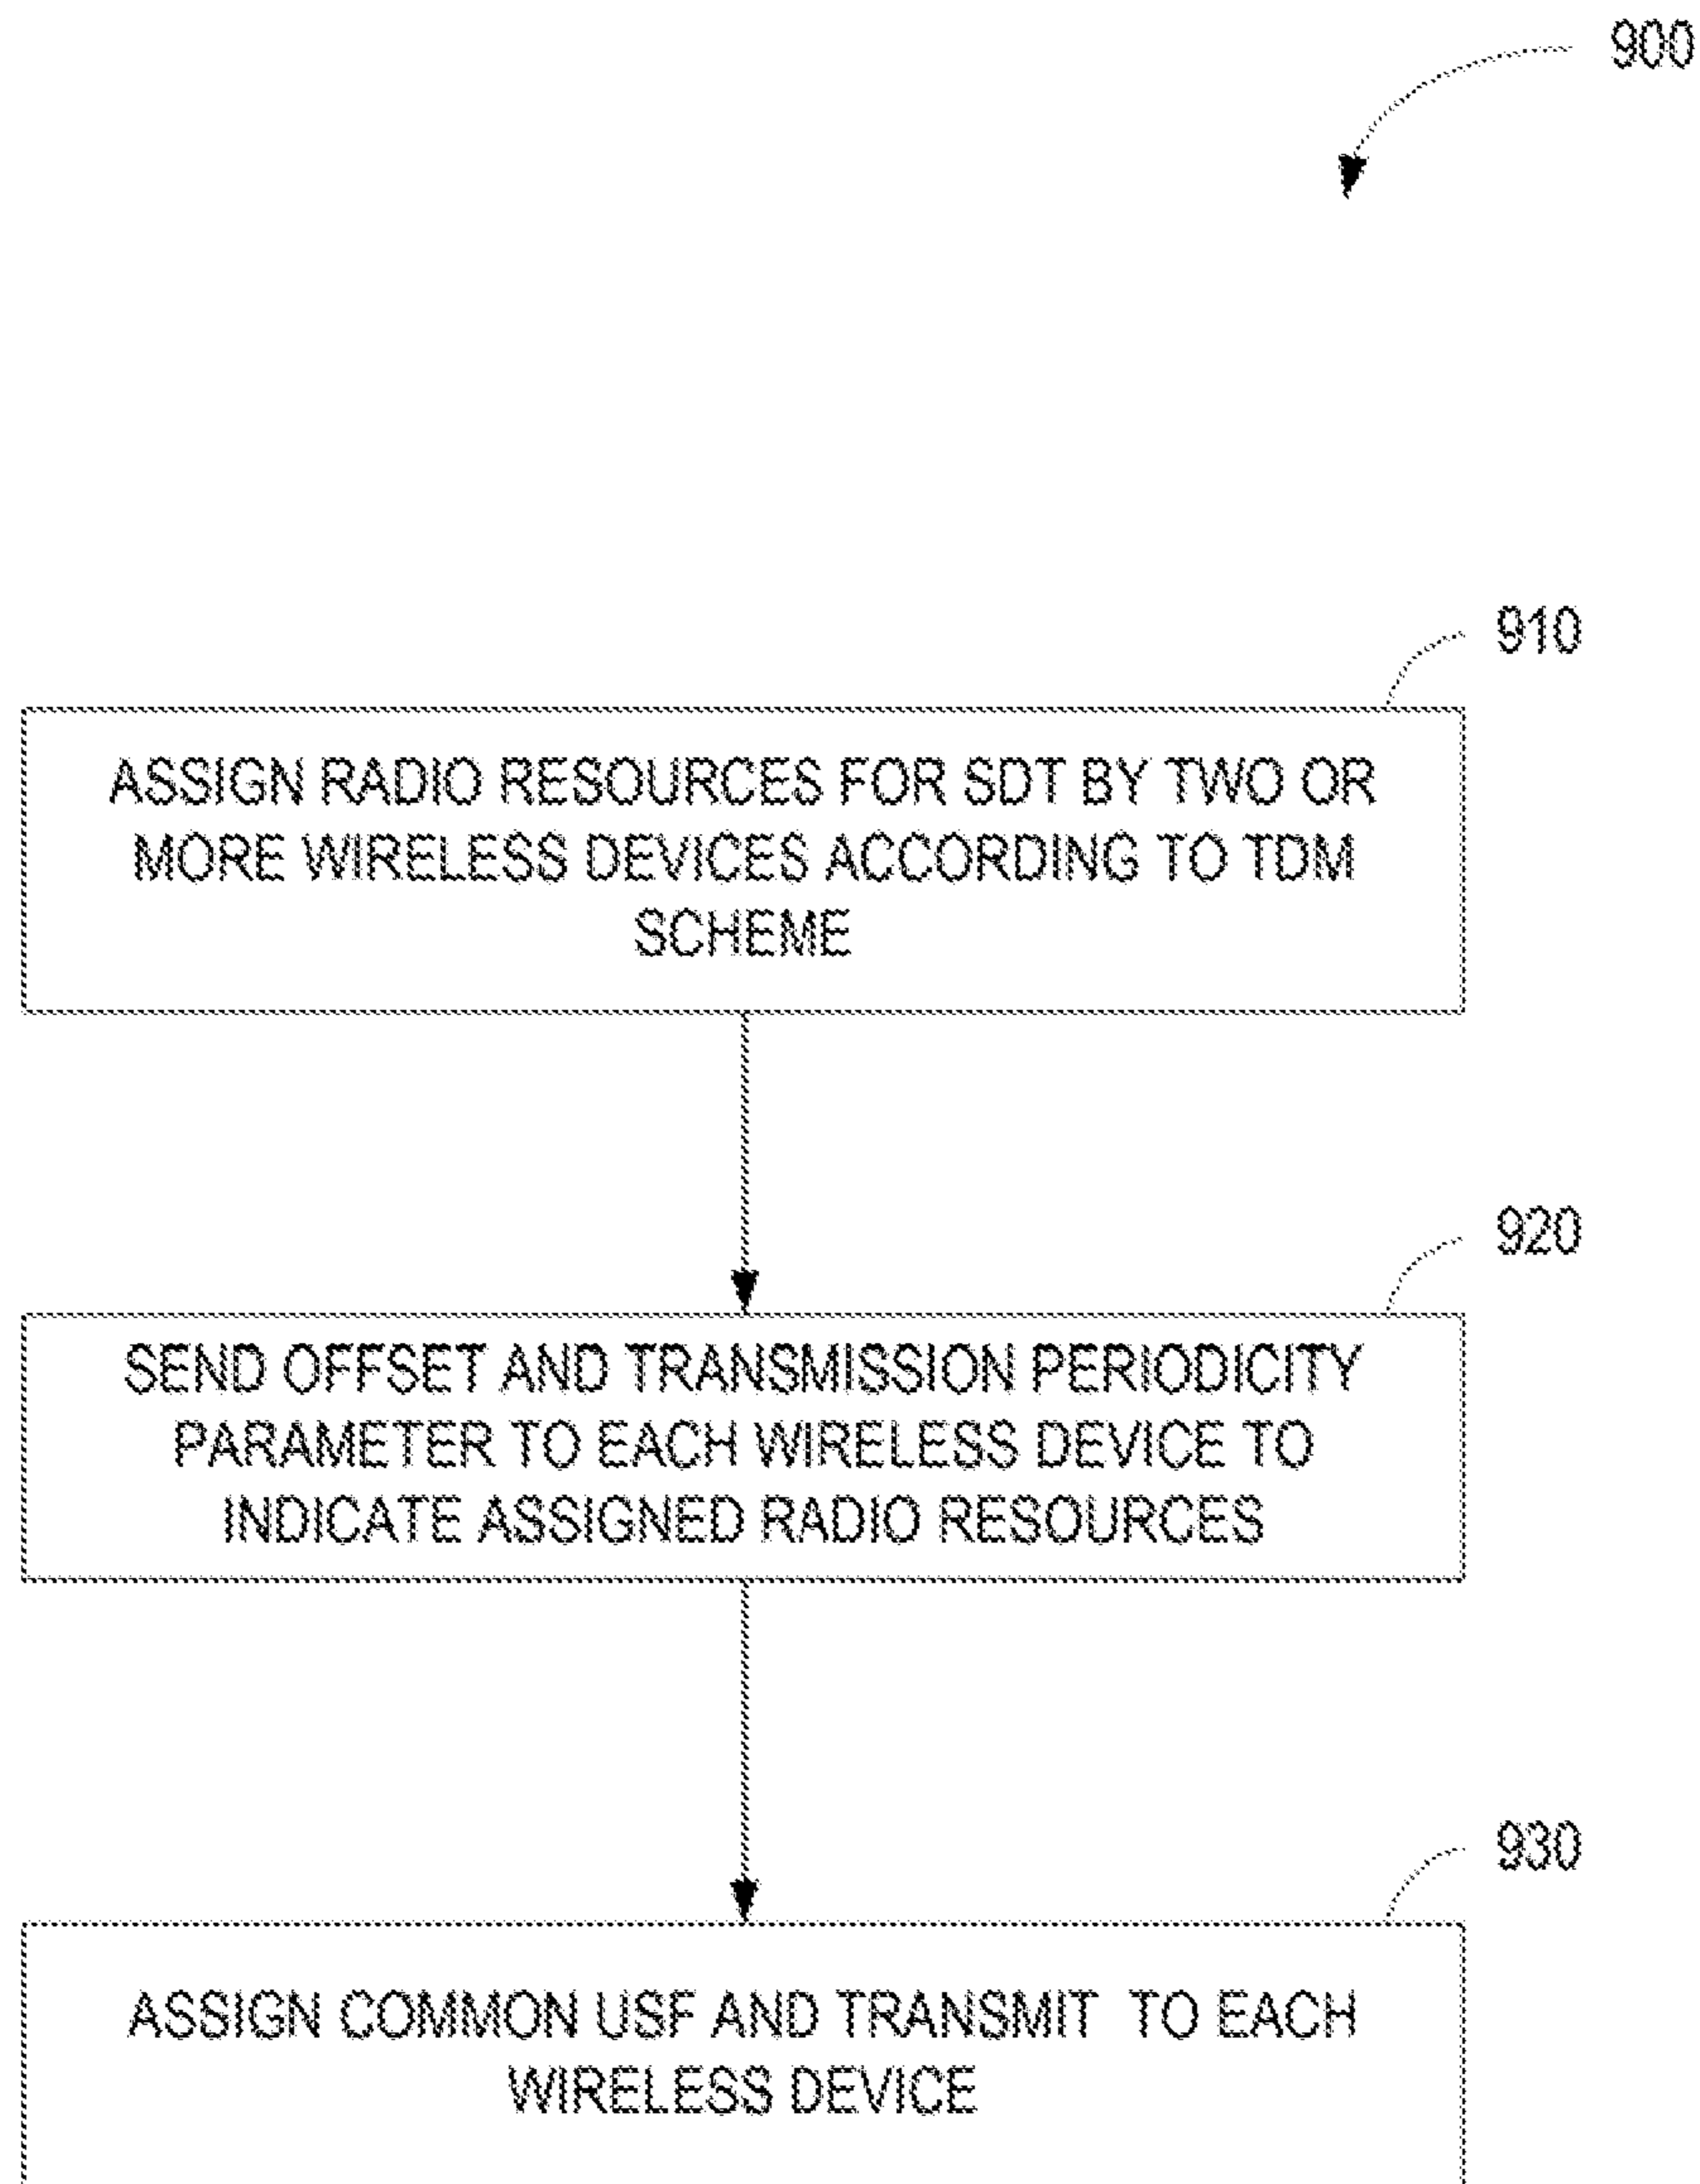 900
910
ASSIGN RADIO RESOURCES FOR SDT BY TWO OR
MORE WIRELESS DEVICES ACCORDING TO TDM
SCHEME
920
SEND OFFSET AND TRANSMISSION PERIODICITY
PARAMETER TO EACH WIRELESS DEVICE TO
INDICATE ASSIGNED RADIO RESOURCES
930
ASSIGN COMMON USF AND TRANSMIT TO EACH
WIRELESS DEVICE